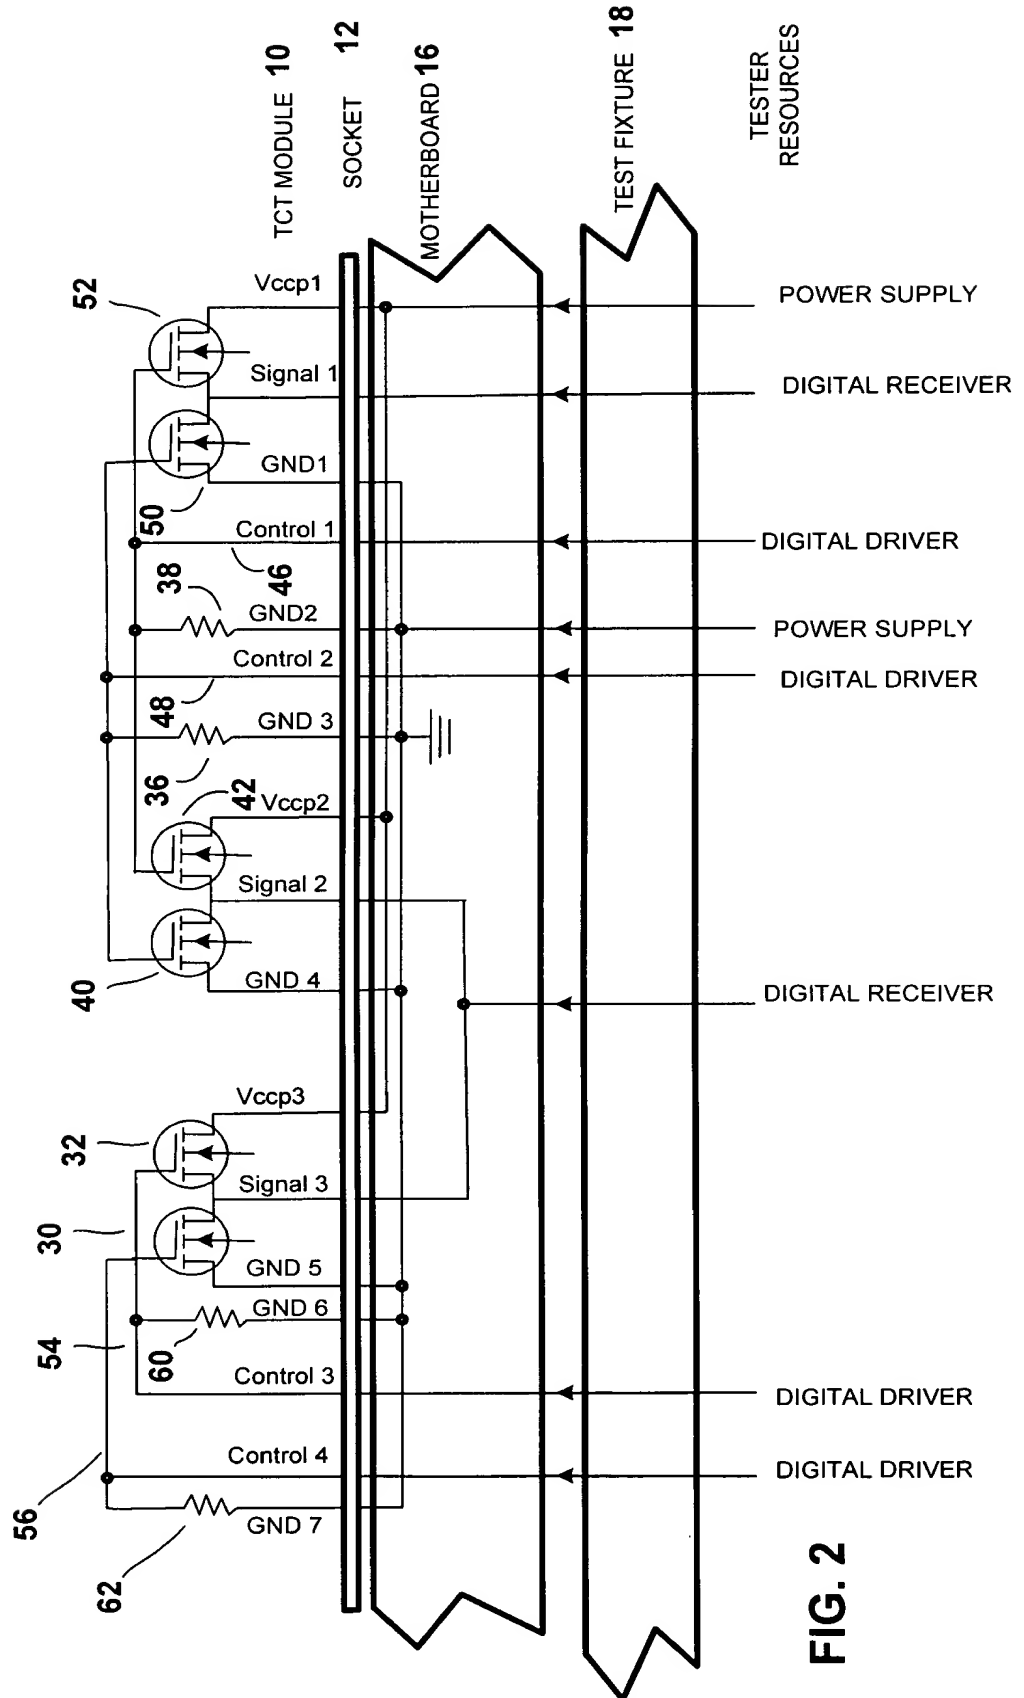 TCT MODULE 10
SOCKET 12
MOTHERBOARD 16
TEST FIXTURE 18
TESTER
RESOURCES
52
Vccp1
POWER SUPPLY
Signal 1
DIGITAL RECEIVER
GND1
50
Control 1
46
DIGITAL DRIVER
38
GND2
POWER SUPPLY
Control 2
48
DIGITAL DRIVER
GND 3
36
42
Vccp2
Signal 2
40
GND 4
DIGITAL RECEIVER
Vccp3
32
Signal 3
30
GND 5
GND 6
54
60
Control 3
DIGITAL DRIVER
Control 4
DIGITAL DRIVER
56
GND 7
62
FIG. 2